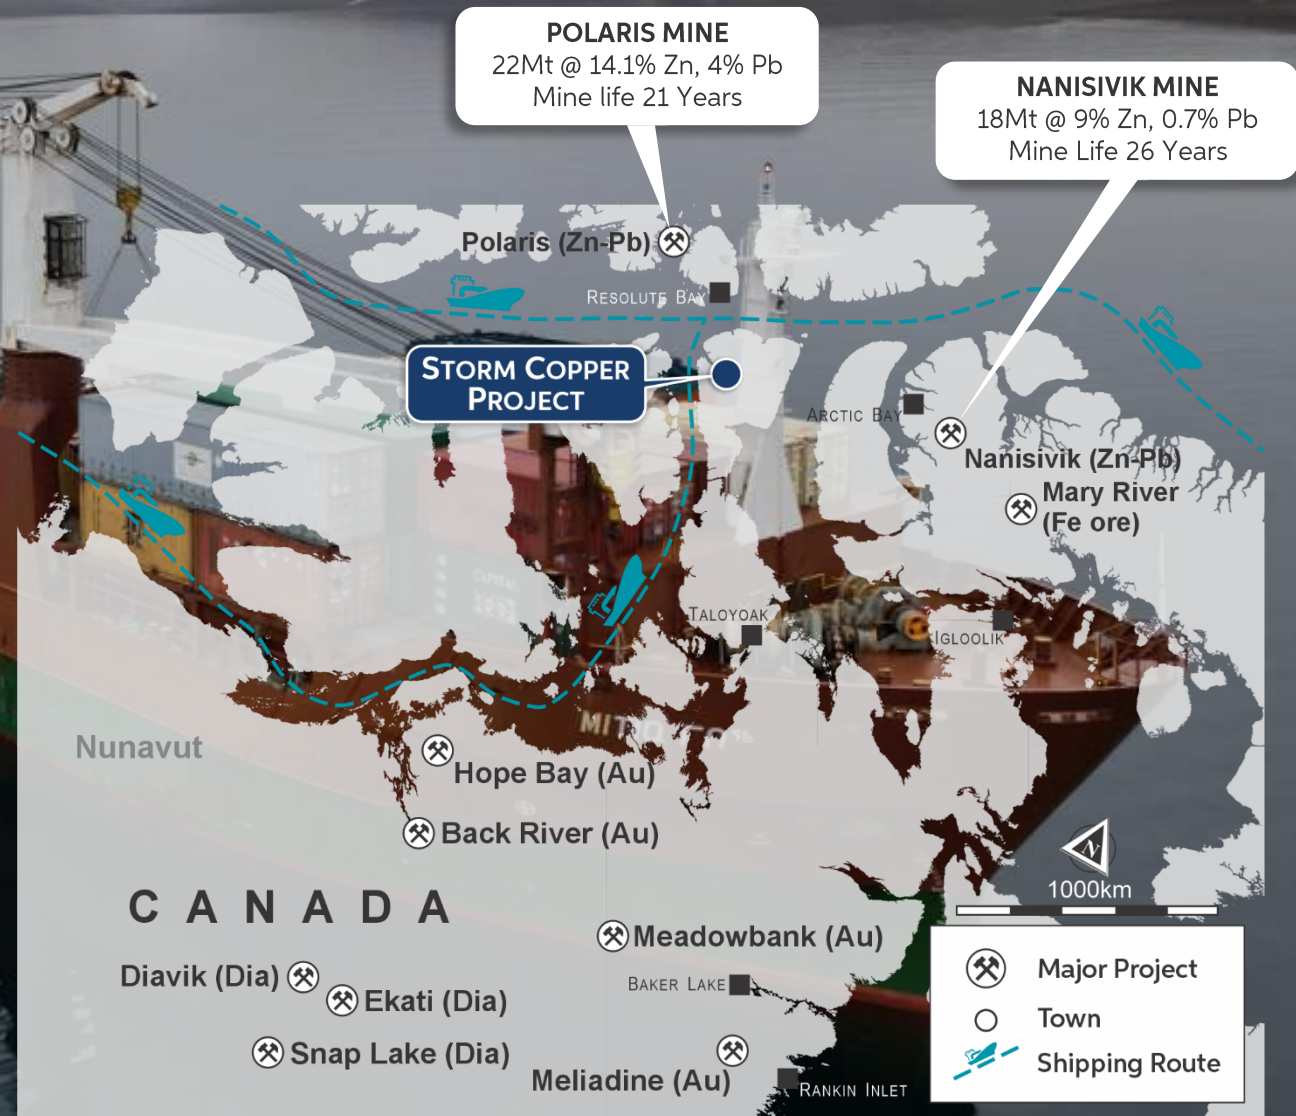 POLARIS MINE
22Mt @ 14.1% Zn, 4% Pb
Mine life 21 Years
NANISIVIK MINE
18Mt @ 9% Zn, 0.7% Pb
Mine Life 26 Years
Polaris (Zn-Pb)
RESOLUTE BAY
STORM COPPER
PROJECT
ARCTIC BAY
Nanisivik (Zn-Pb)
Mary River
(Fe ore)
CAPITAL
TALOYOAK
IGLOOLIK
Nunavut
Hope Bay (Au)
Back River (Au)
N
1000km
CANADA
Meadowbank (Au)
Diavik (Dia)
BAKER LAKE
Ekati (Dia)
Snap Lake (Dia)
Meliadine (Au)
RANKIN INLET
Major Project
Town
Shipping Route